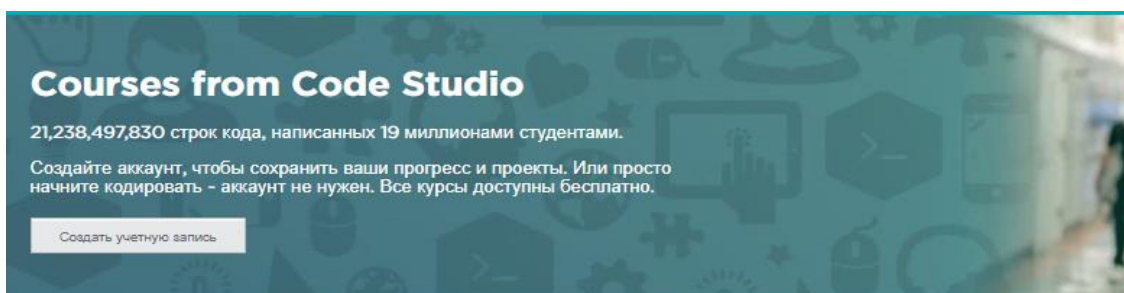 Courses from Code Studio
21,238,497,830 строк кода, написанных 19 миллионами студентами.
Создайте аккаунт, чтобы сохранить ваши прогресс и проекты. Или просто
начните кодировать - аккаунт не нужен. Все курсы доступны бесплатно.
Создать учетную запись